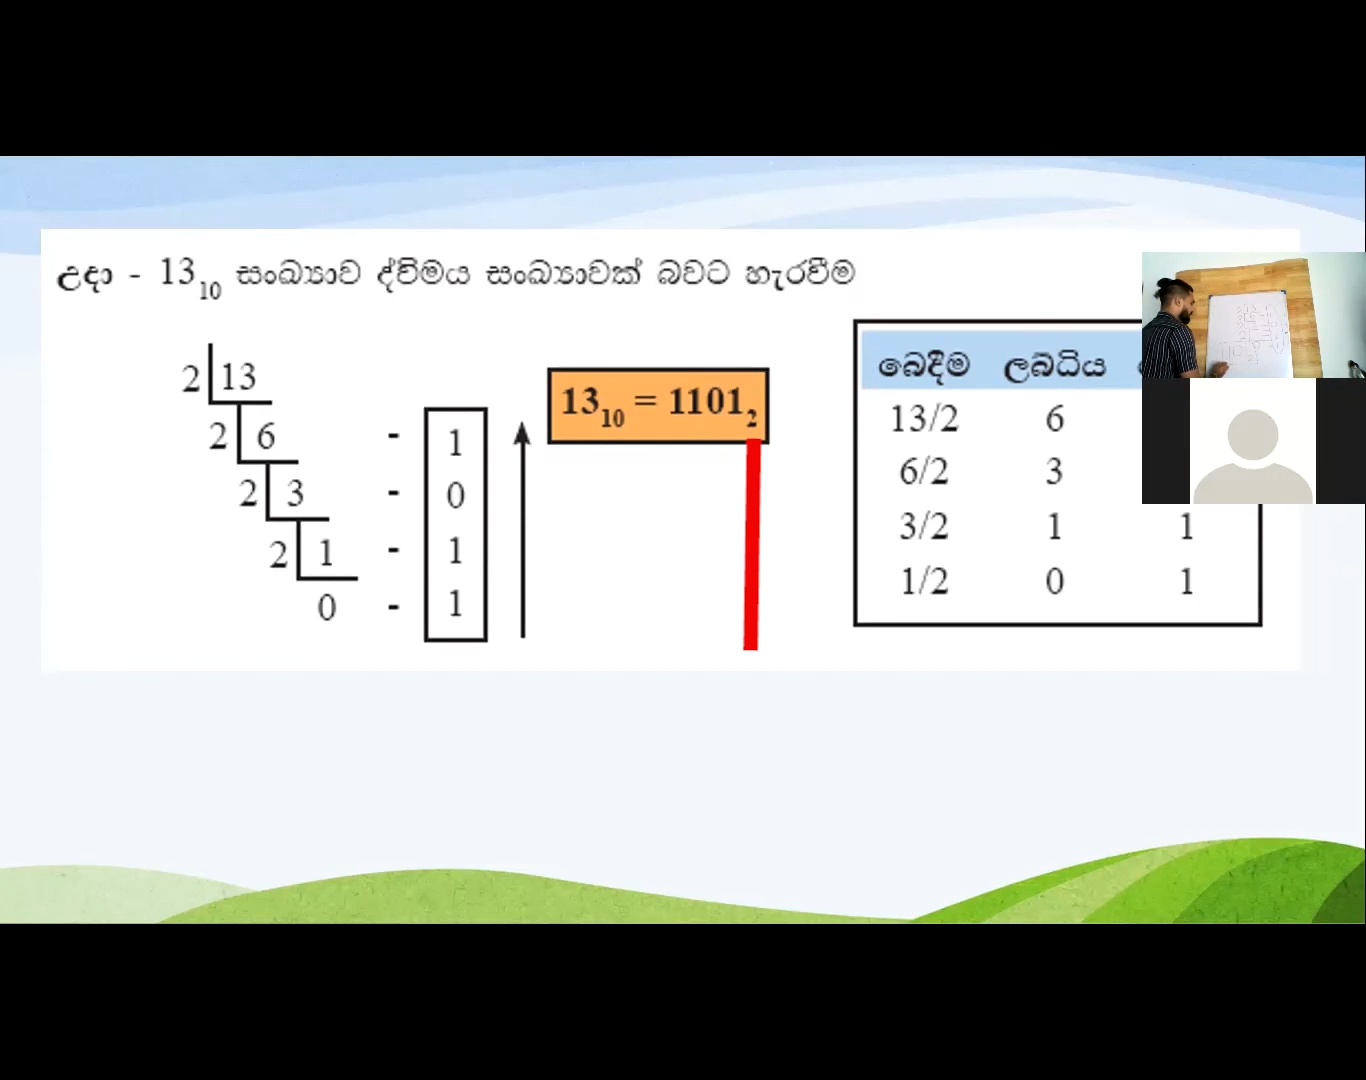 උදා - 13₁₀ සංඛ්‍යාව ද්විමය සංඛ්‍යාවක් බවට හැරවීම
2 13
2 6 - 1
2 3 - 0
2 1 - 1
0 - 1
13₁₀ = 1101₂
බෙදීම ලබ්ධිය
13/2 6
6/2 3
3/2 1 1
1/2 0 1